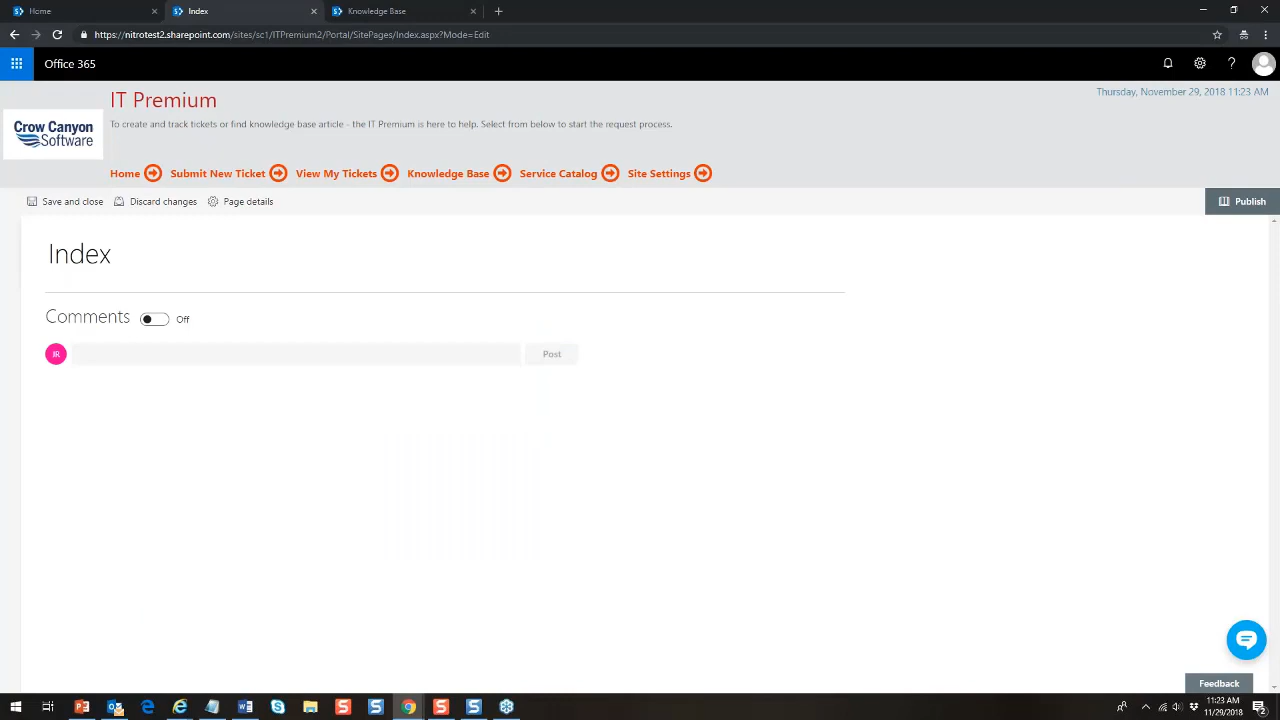 Home
Index
Knowledge Base
https://nitrotest2.sharepoint.com/sites/sc1/ITPremium2/Portal/SitePages/Index.aspx?Mode=Edit
Office 365
Crow Canyon
Software
IT Premium
To create and track tickets or find knowledge base article - the IT Premium is here to help. Select from below to start the request process.
Thursday, November 29, 2018 11:23 AM
Home Submit New Ticket View My Tickets Knowledge Base Service Catalog Site Settings
Save and close Discard changes Page details Publish
Index
Comments Off
IR Post
Feedback
11:23 AM
11/29/2018